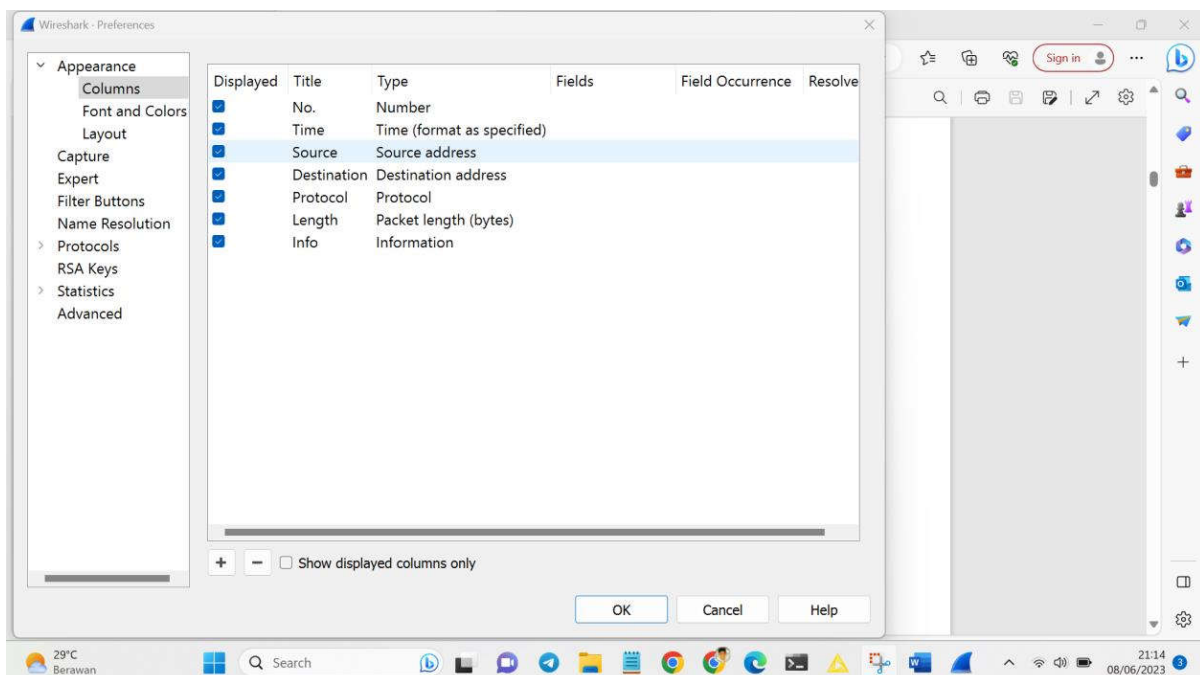 Wireshark · Preferences
Sign in
Appearance
Columns
Font and Colors
Layout
Capture
Expert
Filter Buttons
Name Resolution
Protocols
RSA Keys
Statistics
Advanced
Displayed Title Type Fields Field Occurrence Resolve
No. Number
Time Time (format as specified)
Source Source address
Destination Destination address
Protocol Protocol
Length Packet length (bytes)
Info Information
+ − Show displayed columns only
OK Cancel Help
29°C
Berawan
Search
21:14
08/06/2023
3